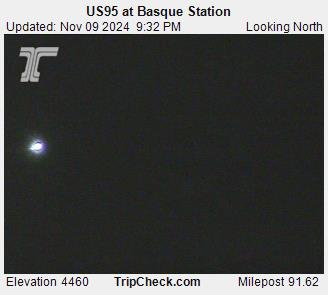 US95 at Basque Station
Updated: Nov 09 2024 9:32 PM Looking North
Elevation 4460 TripCheck.com Milepost 91.62